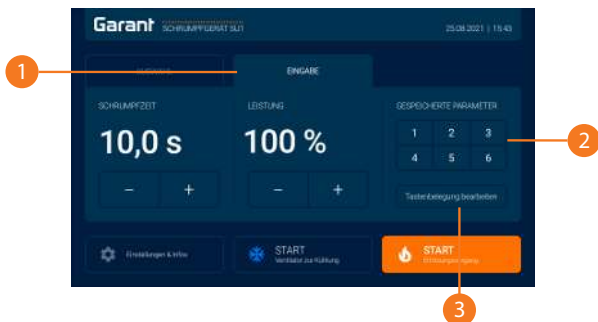 Garant SCHRUMPFGERÄT SL11 25.08.2021 | 15:43
1
EINGABE
SCHRUMPFZEIT LEISTUNG GESPEICHERTE PARAMETER
10,0 s 100 % 1 2 3
2
4 5 6
− + − + Tastenbelegung bearbeiten
Einstellungen & Infos START START
Ventilator zur Kühlung
3